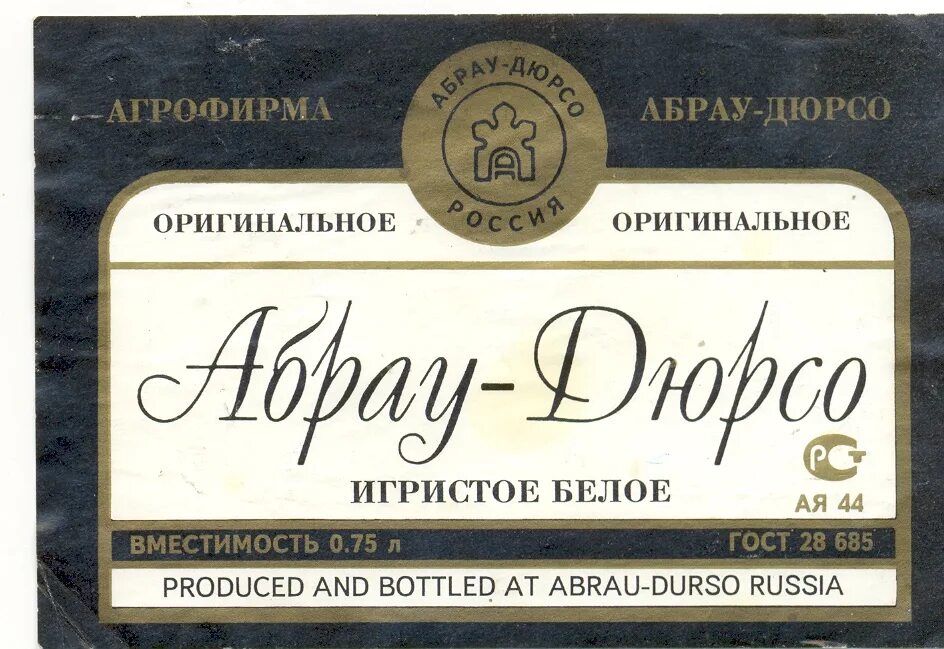 АГРОФИРМА
АБРАУ-ДЮРСО
РОССИЯ
АБРАУ-ДЮРСО
ОРИГИНАЛЬНОЕ
ОРИГИНАЛЬНОЕ
Абрау-Дюрсо
ИГРИСТОЕ БЕЛОЕ
РСТ
АЯ 44
ВМЕСТИМОСТЬ 0.75 л
ГОСТ 28 685
PRODUCED AND BOTTLED AT ABRAU-DURSO RUSSIA